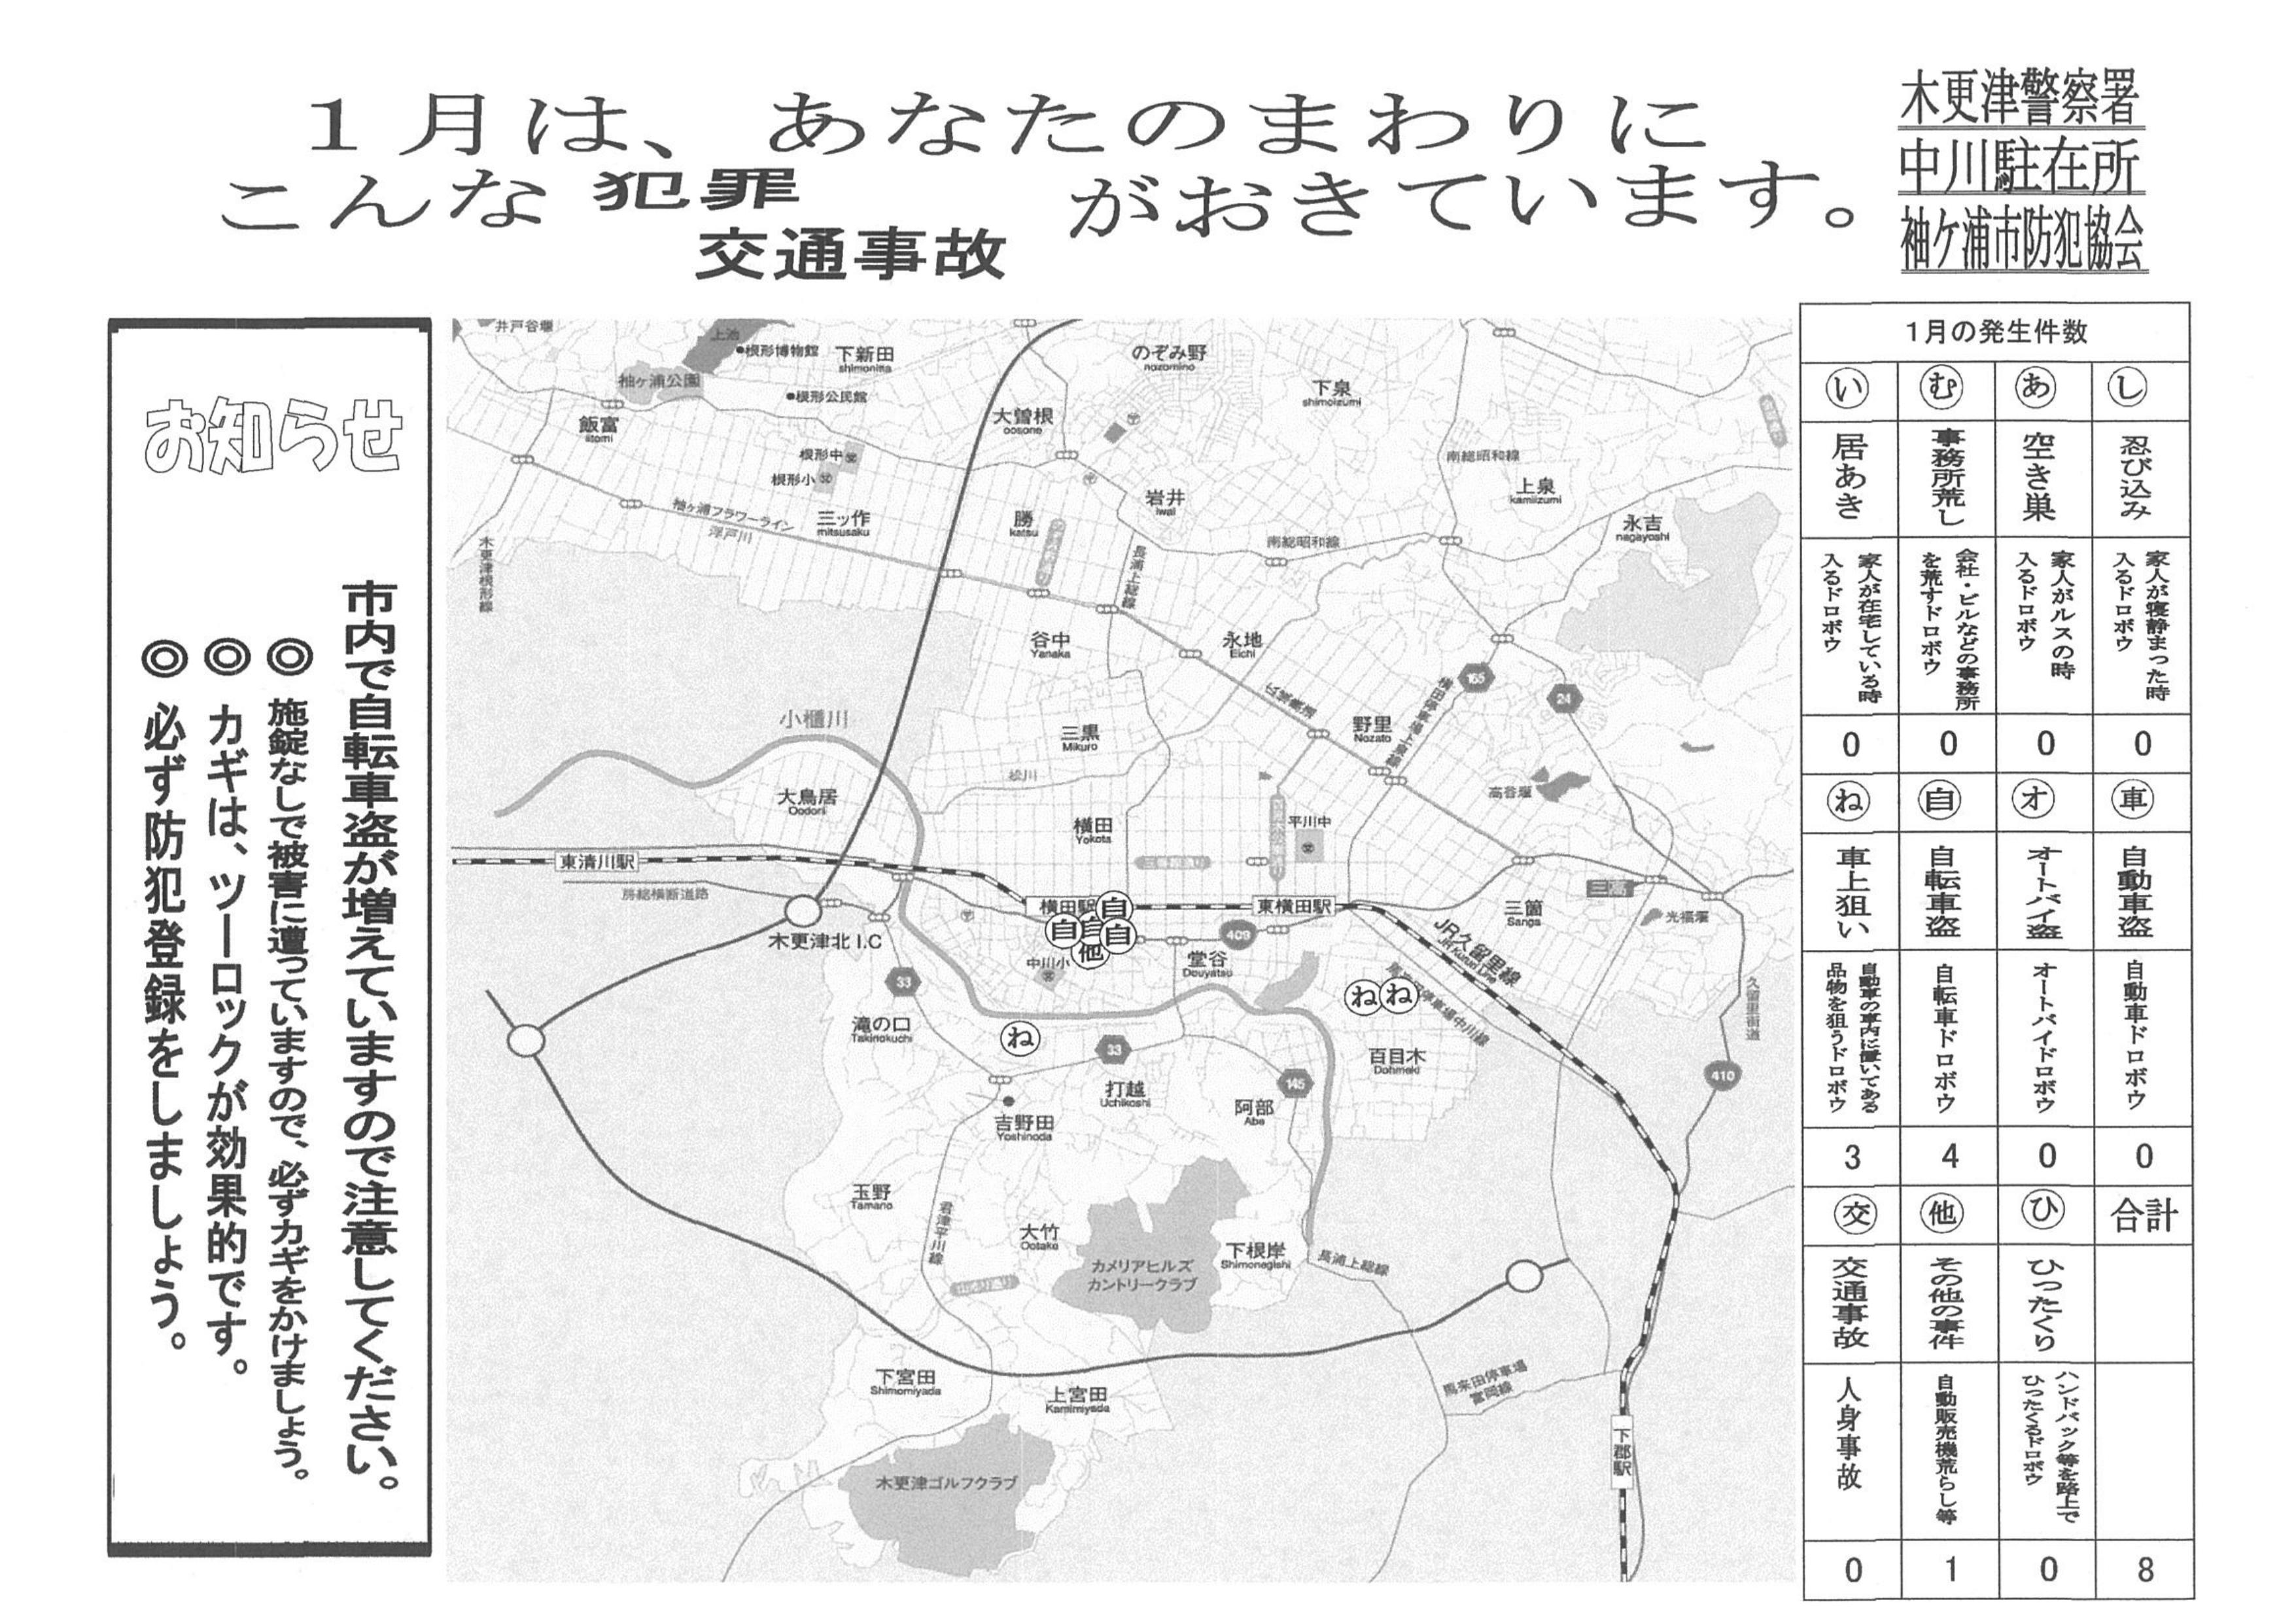 1月は、あなたのまわりに
こんな犯罪
交通事故
がおきています。
木更津警察署
中川駐在所
袖ケ浦市防犯協会
お知らせ
市内で自転車盗が増えていますので注意してください。
◎ 施錠なしで被害に遭っていますので、必ずカギをかけましょう。
◎ カギは、ツーロックが効果的です。
◎ 必ず防犯登録をしましょう。
井戸谷堰
上池
●根形博物館
下新田
shimonitta
のぞみ野
nozomino
下泉
shimoizumi
袖ヶ浦公園
●根形公民館
飯富
iitomi
大曽根
oosone
根形中
根形小
南総昭和線
上泉
kamiizumi
岩井
iwai
袖ヶ浦フラワーライン
浮戸川
三ッ作
mitsusaku
勝
katsu
永吉
nagayoshi
木更津根形線
長浦上総線
南総昭和線
谷中
Yanaka
永地
Eichi
165
24
小櫃川
三黒
Mikuro
野里
Nozato
横田停車場上泉線
松川
大鳥居
Oodorii
高谷堰
横田
Yokota
平川中
東清川駅
房総横断道路
横田駅
自
東横田駅
自
自
自
他
三高
三箇
Sanga
光福堰
木更津北I.C
409
JR久留里線
JR Kururi Line
中川小
堂谷
Douyatsu
33
ね
ね
馬来田停車場中川線
久留里街道
滝の口
Takinokuchi
ね
33
百目木
Dohmeki
410
打越
Uchikoshi
145
阿部
Abe
吉野田
Yoshinoda
玉野
Tamano
君津平川線
大竹
Ootake
カメリアヒルズ
カントリークラブ
下根岸
Shimonegishi
長浦上総線
下宮田
Shimomiyada
上宮田
Kamimiyada
馬来田停車場
富岡線
下郡駅
木更津ゴルフクラブ
1月の発生件数
い
む
あ
し
居あき
事務所荒し
空き巣
忍び込み
家人が在宅している時
入るドロボウ
会社・ビルなどの事務所
を荒すドロボウ
家人がルスの時
入るドロボウ
家人が寝静まった時
入るドロボウ
0
0
0
0
ね
自
オ
車
車上狙い
自転車盗
オートバイ盗
自動車盗
自動車の車内に置いてある
品物を狙うドロボウ
自転車ドロボウ
オートバイドロボウ
自動車ドロボウ
3
4
0
0
交
他
ひ
合計
交通事故
その他の事件
ひったくり
人身事故
自動販売機荒らし等
ハンドバック等を路上で
ひったくるドロボウ
0
1
0
8